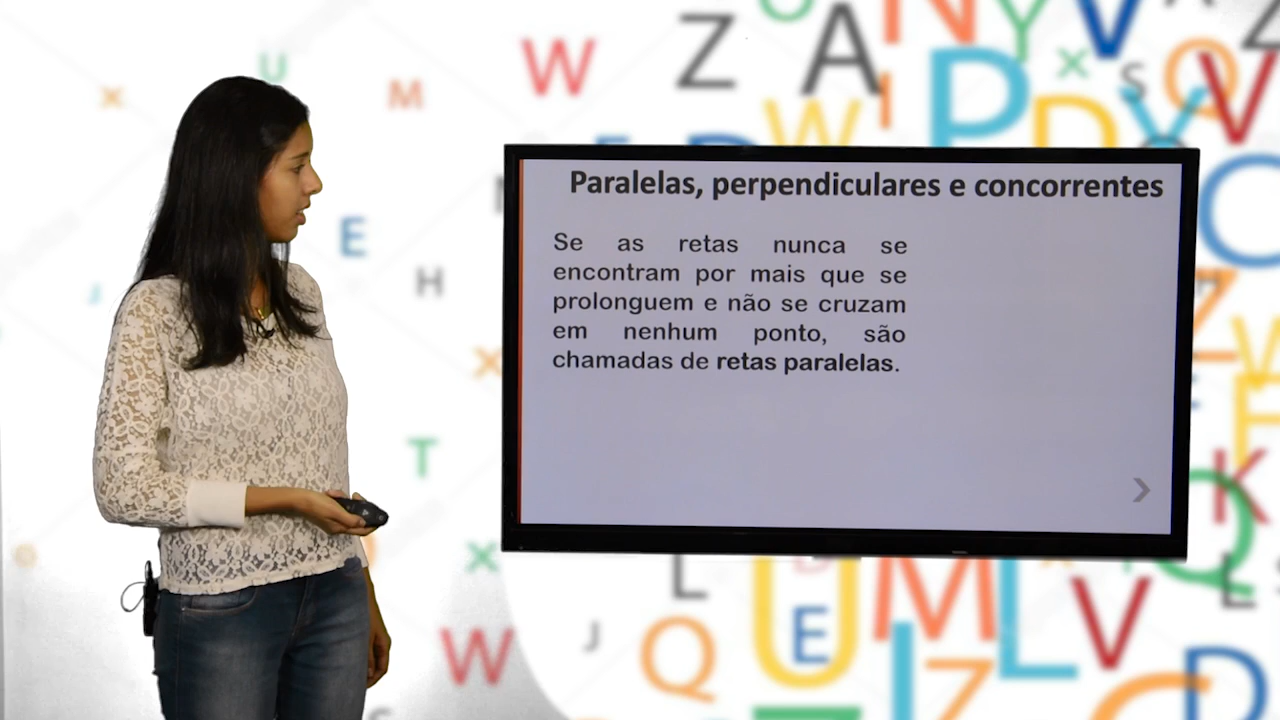 Paralelas, perpendiculares e concorrentes
Se as retas nunca se
encontram por mais que se
prolonguem e não se cruzam
em nenhum ponto, são
chamadas de retas paralelas.